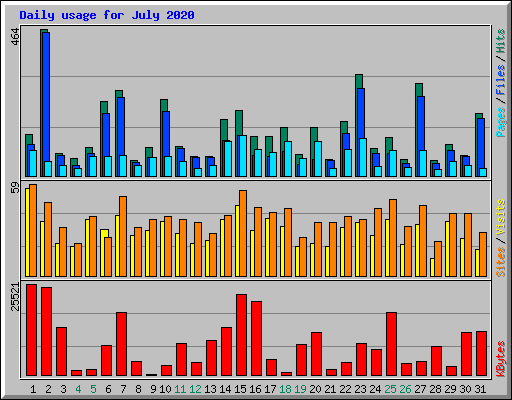 Daily usage for July 2020
464
Pages / Files / Hits
59
Sites / Visits
25521
KBytes
1 2 3 4 5 6 7 8 9 10 11 12 13 14 15 16 17 18 19 20 21 22 23 24 25 26 27 28 29 30 31